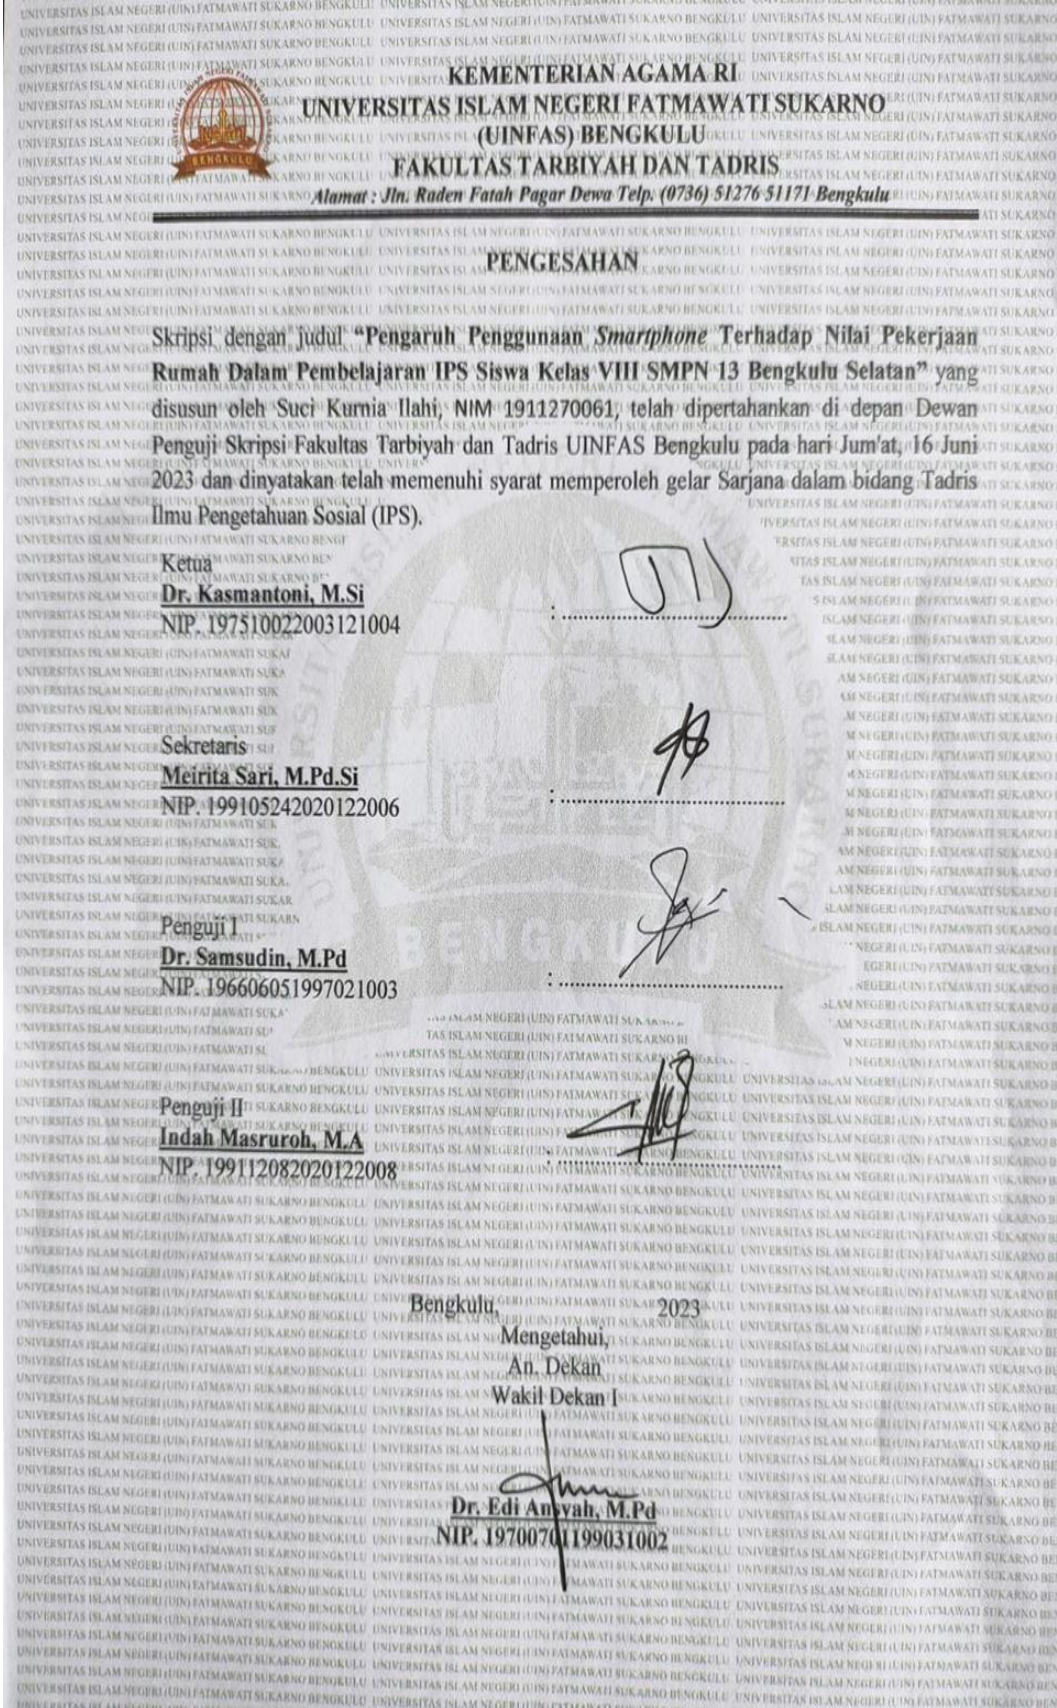 KEMENTERIAN AGAMA RI
UNIVERSITAS ISLAM NEGERI FATMAWATI SUKARNO
(UINFAS) BENGKULU
FAKULTAS TARBIYAH DAN TADRIS
Alamat : Jln. Raden Fatah Pagar Dewa Telp. (0736) 51276 51171 Bengkulu
BENGKULU
PENGESAHAN
Skripsi dengan judul “Pengaruh Penggunaan Smartphone Terhadap Nilai Pekerjaan
Rumah Dalam Pembelajaran IPS Siswa Kelas VIII SMPN 13 Bengkulu Selatan” yang
disusun oleh Suci Kurnia Ilahi, NIM 1911270061, telah dipertahankan di depan Dewan
Penguji Skripsi Fakultas Tarbiyah dan Tadris UINFAS Bengkulu pada hari Jum'at, 16 Juni
2023 dan dinyatakan telah memenuhi syarat memperoleh gelar Sarjana dalam bidang Tadris
Ilmu Pengetahuan Sosial (IPS).
Ketua
Dr. Kasmantoni, M.Si
NIP. 197510022003121004
Sekretaris
Meirita Sari, M.Pd.Si
NIP. 199105242020122006
Penguji I
Dr. Samsudin, M.Pd
NIP. 196606051997021003
Penguji II
Indah Masruroh, M.A
NIP. 199112082020122008
Bengkulu, 2023
Mengetahui,
An. Dekan
Wakil Dekan I
Dr. Edi Ansyah, M.Pd
NIP. 197007011199031002